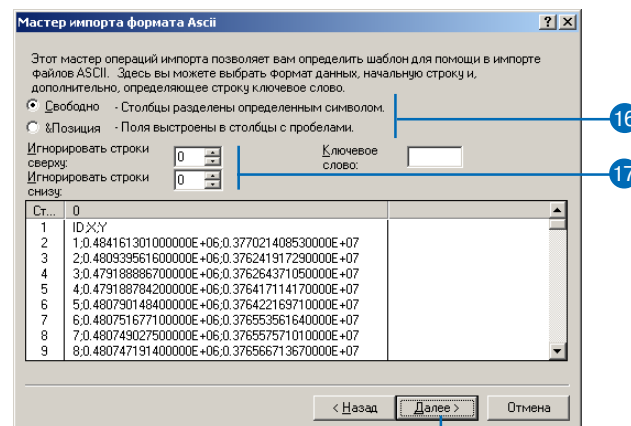 Мастер импорта формата Ascii
Этот мастер операций импорта позволяет вам определить шаблон для помощи в импорте
файлов ASCII. Здесь вы можете выбрать формат данных, начальную строку и,
дополнительно, определяющее строку ключевое слово.
Свободно - Столбцы разделены определенным символом.
&Позиция - Поля выстроены в столбцы с пробелами.
16
Игнорировать строки
сверху:
0
Ключевое
слово:
17
Игнорировать строки
снизу:
0
Ст... 0
1 ID;X;Y
2 1;0.484161301000000E+06;0.377021408530000E+07
3 2;0.480939561600000E+06;0.376241917290000E+07
4 3;0.479188886700000E+06;0.376264371050000E+07
5 4;0.479188784200000E+06;0.376417114170000E+07
6 5;0.480790148400000E+06;0.376422169710000E+07
7 6;0.480751677100000E+06;0.376553561640000E+07
8 7;0.480749027500000E+06;0.376557571010000E+07
9 8;0.480747191400000E+06;0.376566713670000E+07
< Назад
Далее >
Отмена